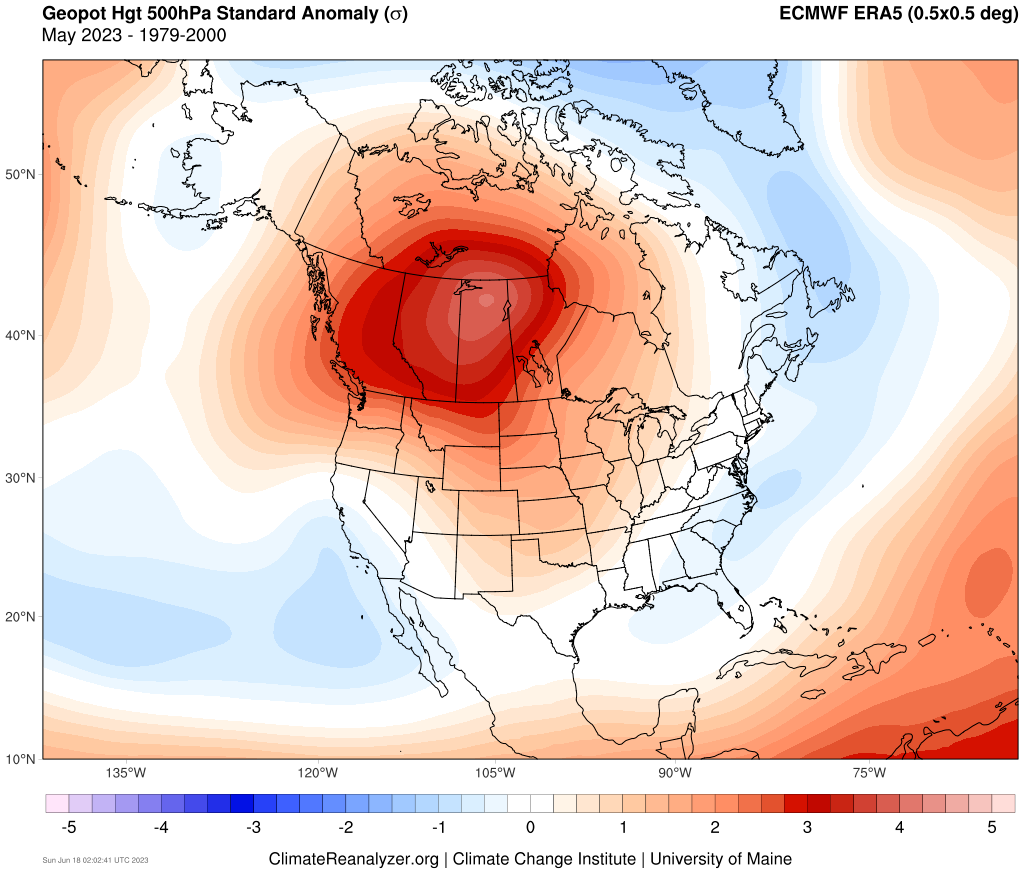 Geopot Hgt 500hPa Standard Anomaly (σ)
ECMWF ERA5 (0.5x0.5 deg)
May 2023 - 1979-2000
50°N
40°N
30°N
20°N
10°N
135°W 120°W 105°W 90°W 75°W
-5 -4 -3 -2 -1 0 1 2 3 4 5
Sun Jun 18 02:02:41 UTC 2023
ClimateReanalyzer.org | Climate Change Institute | University of Maine